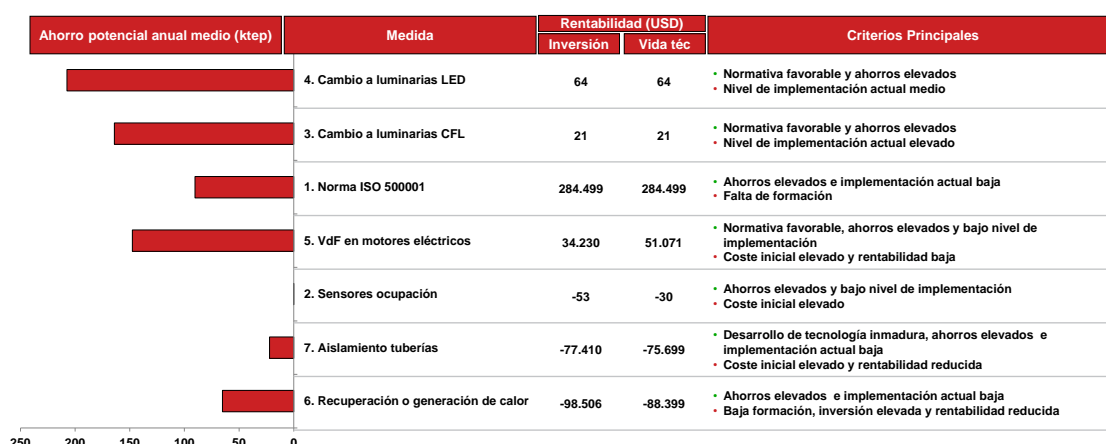 Ahorro potencial anual medio (ktep)
Medida
Rentabilidad (USD)
Inversión
Vida téc
Criterios Principales
4. Cambio a luminarias LED
64
64
• Normativa favorable y ahorros elevados
• Nivel de implementación actual medio
3. Cambio a luminarias CFL
21
21
• Normativa favorable y ahorros elevados
• Nivel de implementación actual elevado
1. Norma ISO 500001
284.499
284.499
• Ahorros elevados e implementación actual baja
• Falta de formación
5. VdF en motores eléctricos
34.230
51.071
• Normativa favorable, ahorros elevados y bajo nivel de
implementación
• Coste inicial elevado y rentabilidad baja
2. Sensores ocupación
-53
-30
• Ahorros elevados y bajo nivel de implementación
• Coste inicial elevado
7. Aislamiento tuberías
-77.410
-75.699
• Desarrollo de tecnología inmadura, ahorros elevados e
implementación actual baja
• Coste inicial elevado y rentabilidad reducida
6. Recuperación o generación de calor
-98.506
-88.399
• Ahorros elevados e implementación actual baja
• Baja formación, inversión elevada y rentabilidad reducida
250 200 150 100 50 0